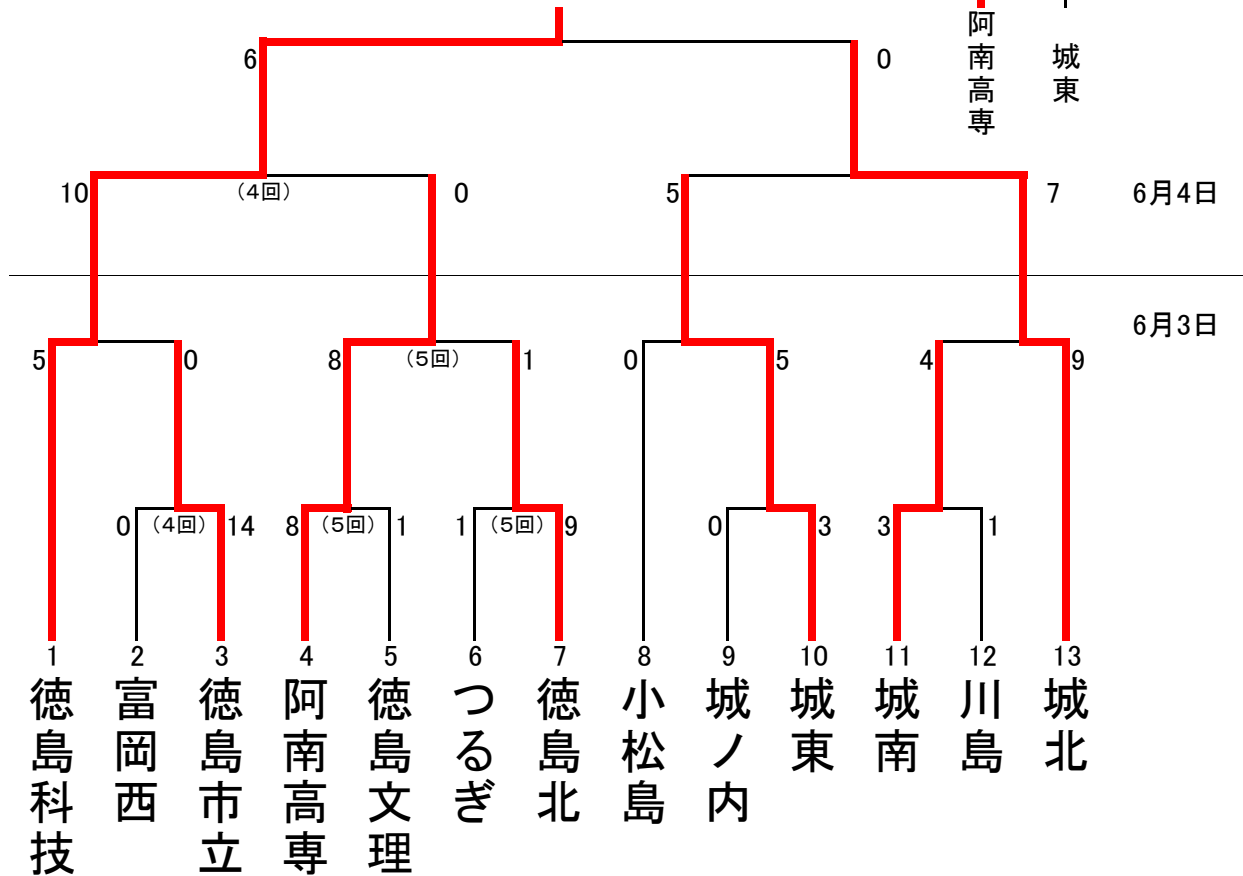 阿南高専
城東
6
0
10
(4回)
0
5
7
6月4日
6月3日
5
0
8
(5回)
1
0
5
4
9
0
(4回)
14
8
(5回)
1
1
(5回)
9
0
3
3
1
1
2
3
4
5
6
7
8
9
10
11
12
13
徳島科技
富岡西
徳島市立
阿南高専
徳島文理
つるぎ
徳島北
小松島
城ノ内
城東
城南
川島
城北